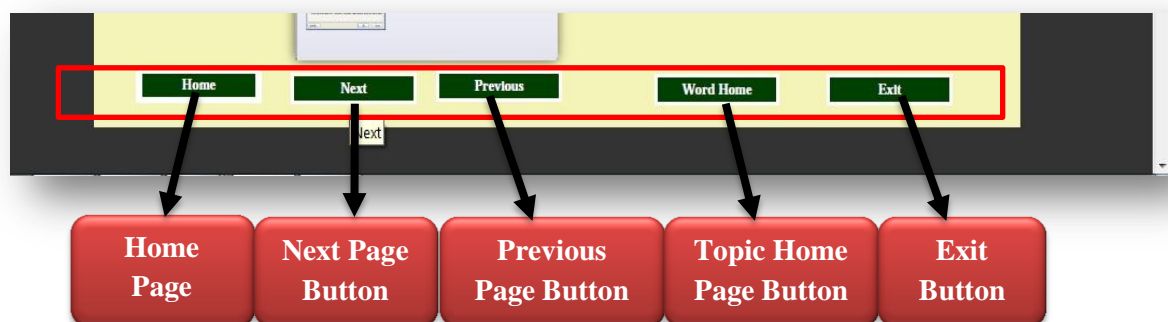 Home
Next
Previous
Word Home
Exit
Next
Home
Page
Next Page
Button
Previous
Page Button
Topic Home
Page Button
Exit
Button